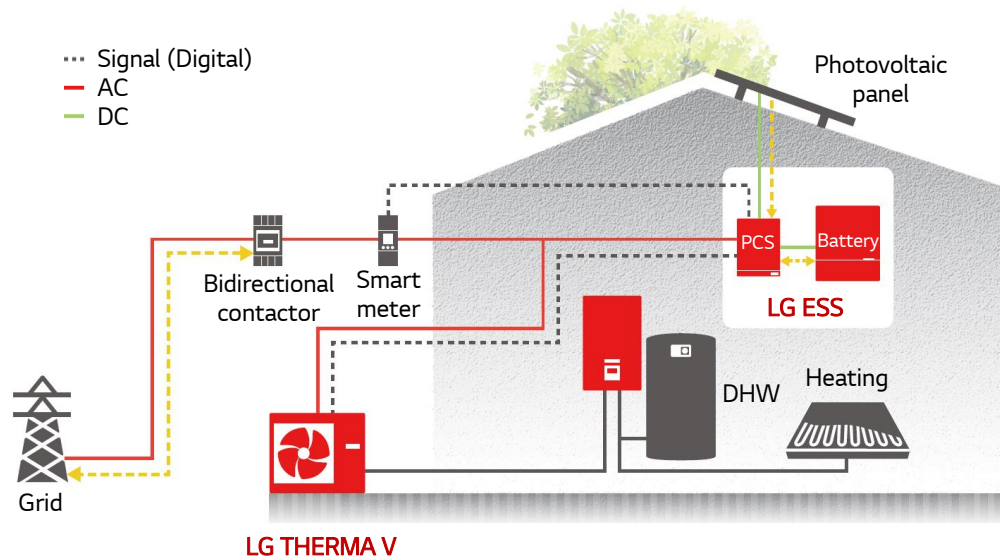 Signal (Digital)
AC
DC
Photovoltaic
panel
PCS
Battery
LG ESS
Bidirectional
contactor
Smart
meter
DHW
Heating
Grid
LG THERMA V